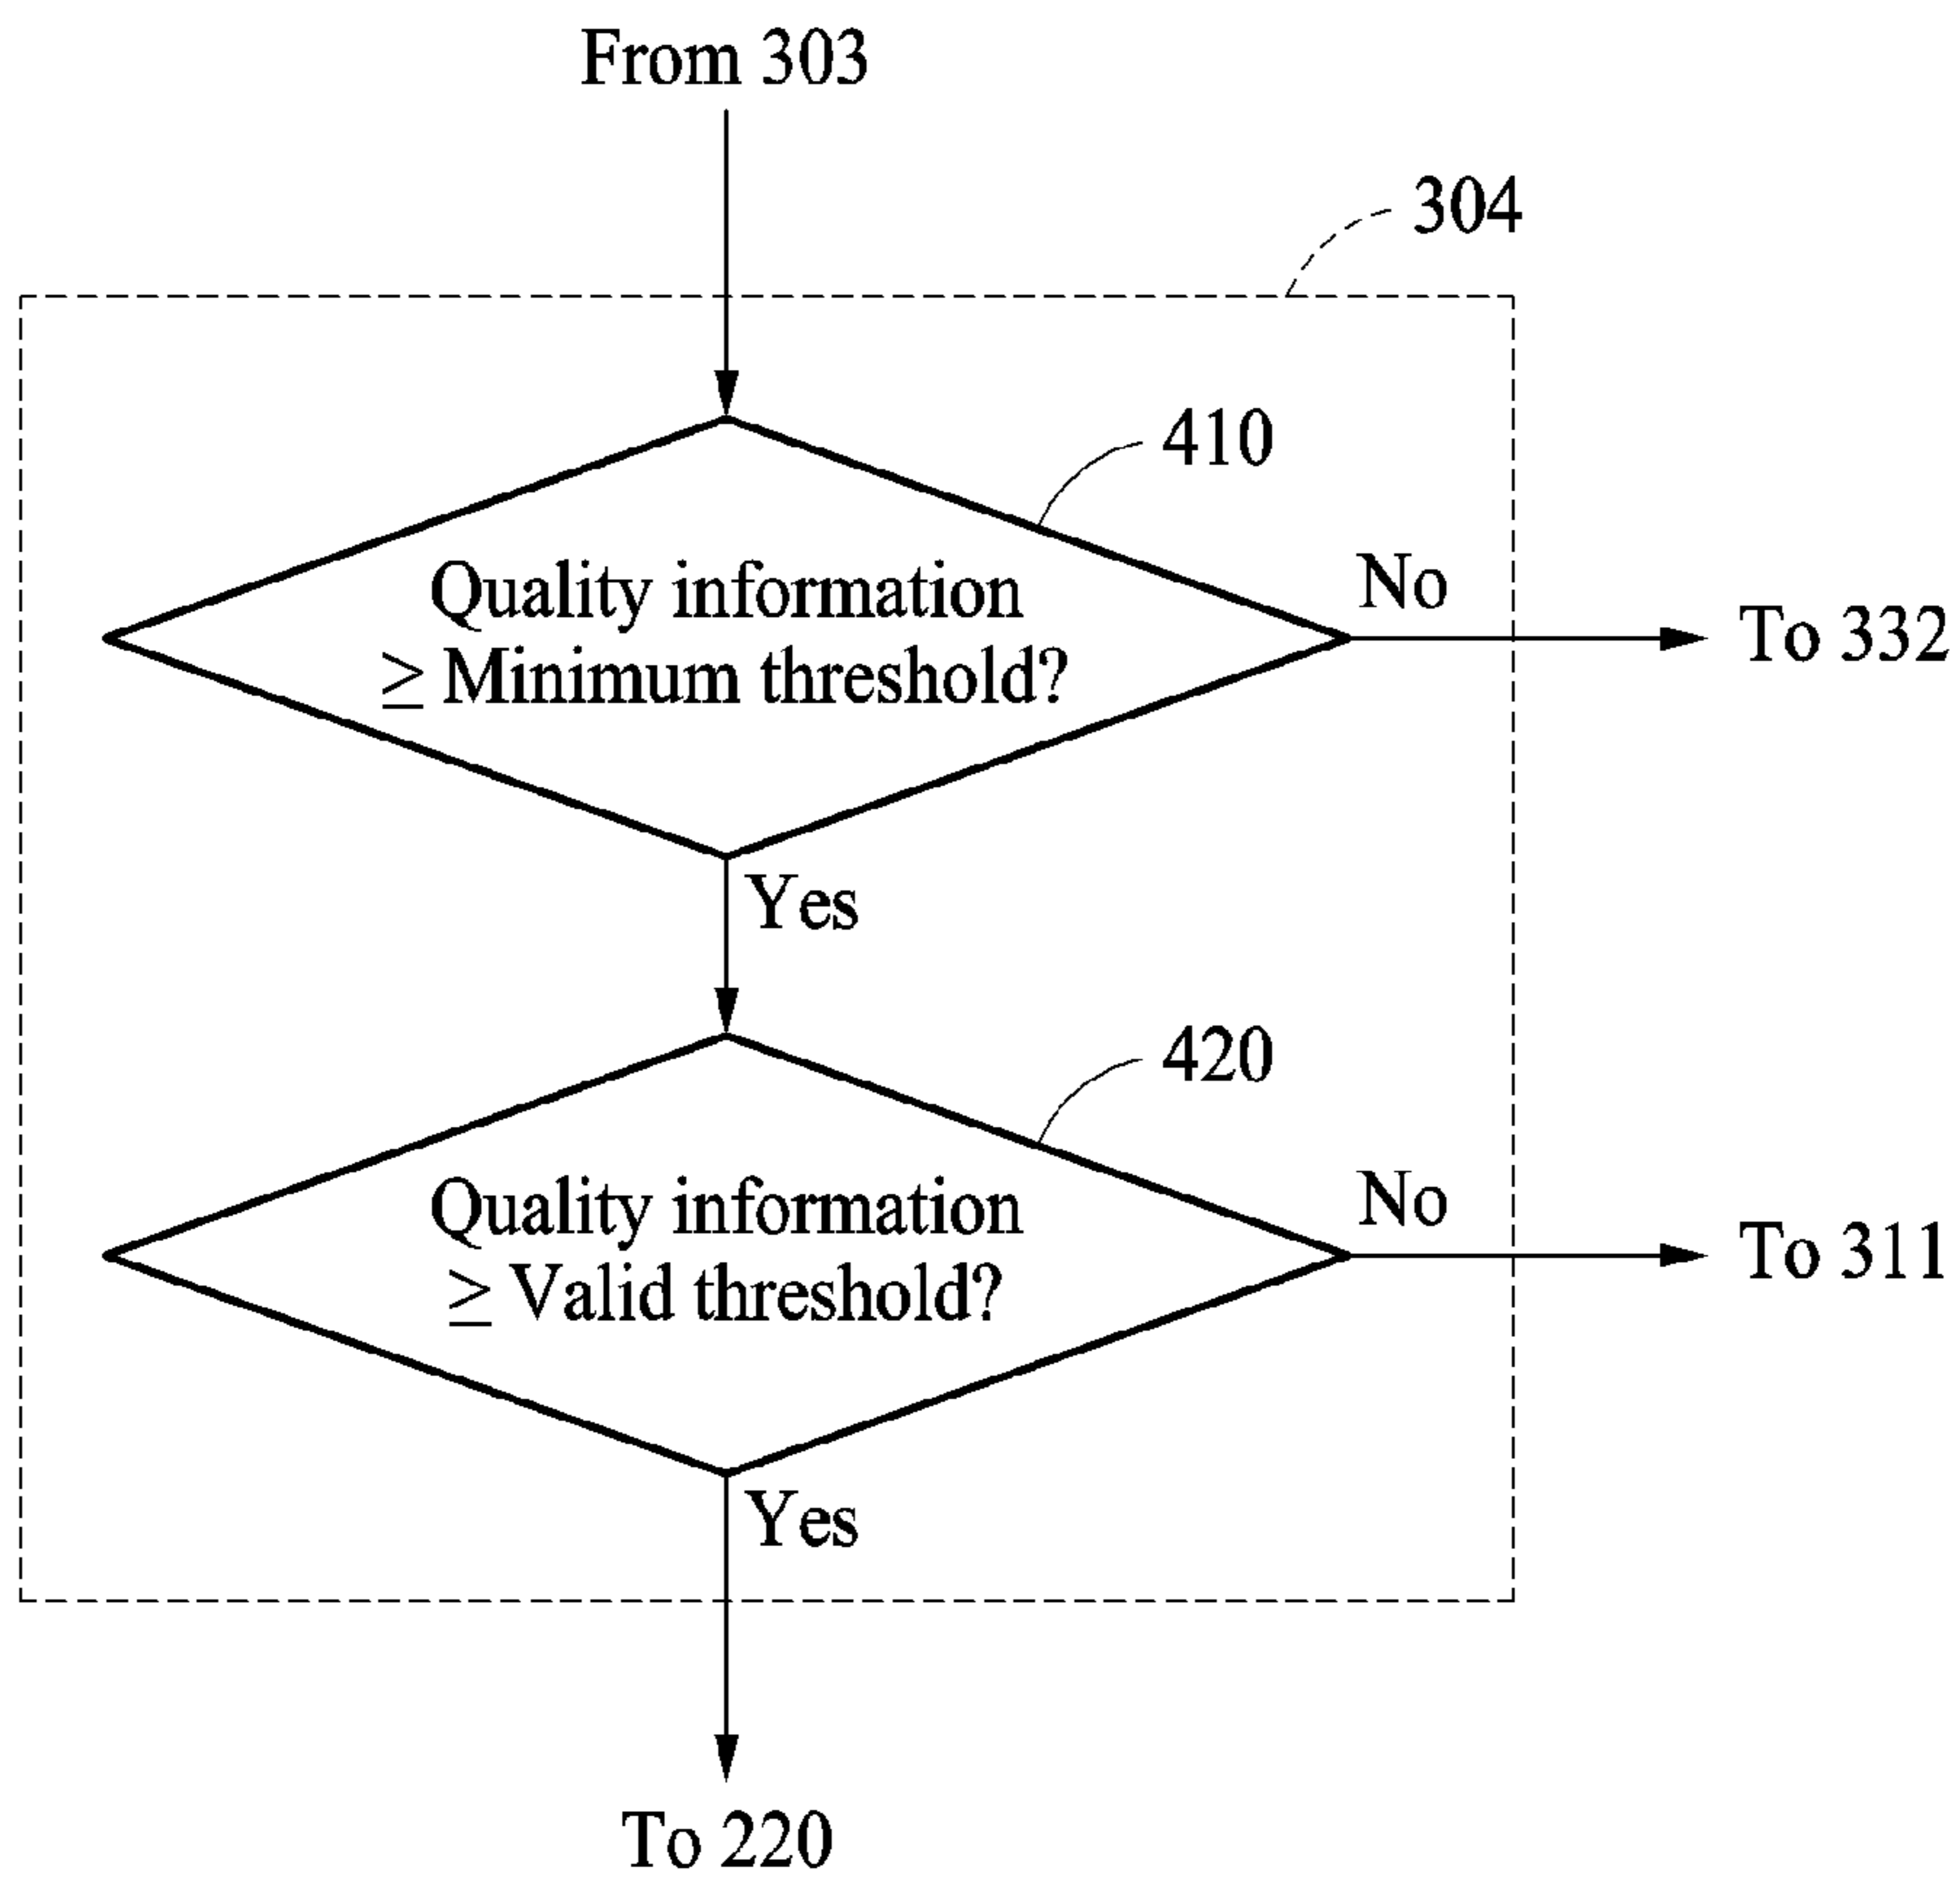 From 303
304
410
Quality information
≥ Minimum threshold?
No
To 332
Yes
420
Quality information
≥ Valid threshold?
No
To 311
Yes
To 220